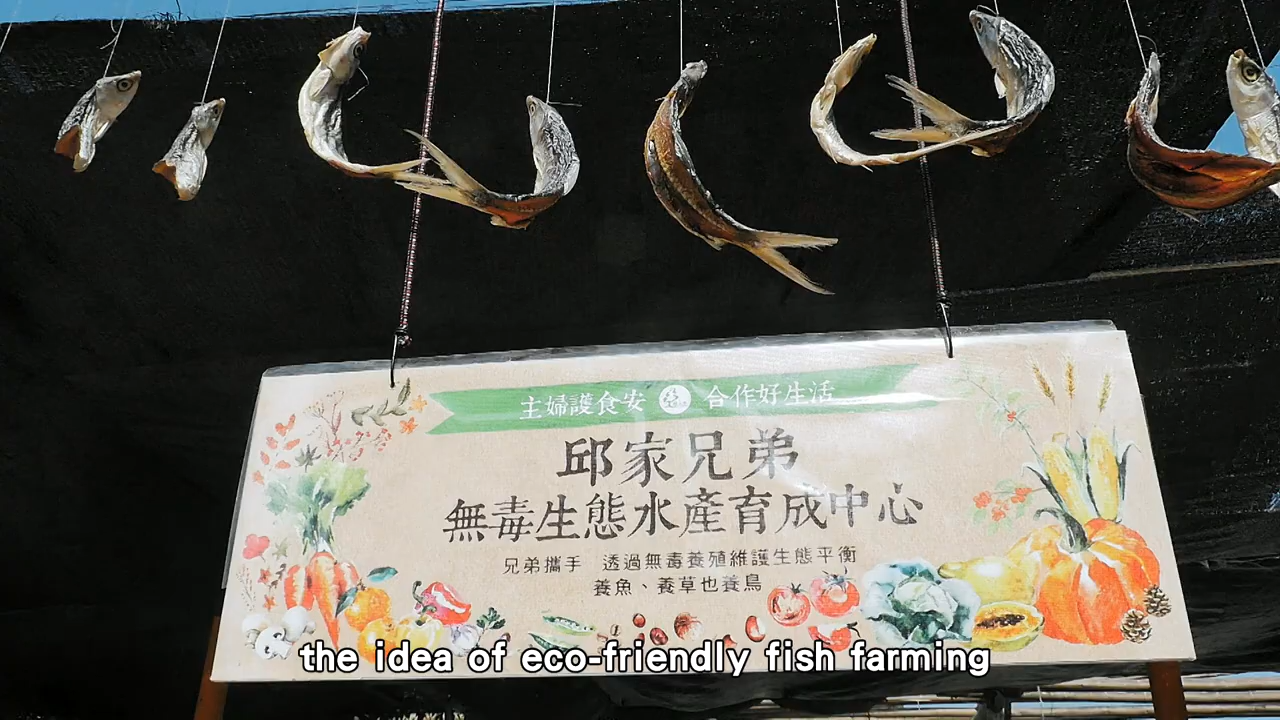 主婦護食安 合作好生活
邱家兄弟
無毒生態水產育成中心
兄弟攜手 透過無毒養殖維護生態平衡
養魚、養草也養鳥
the idea of eco-friendly fish farming